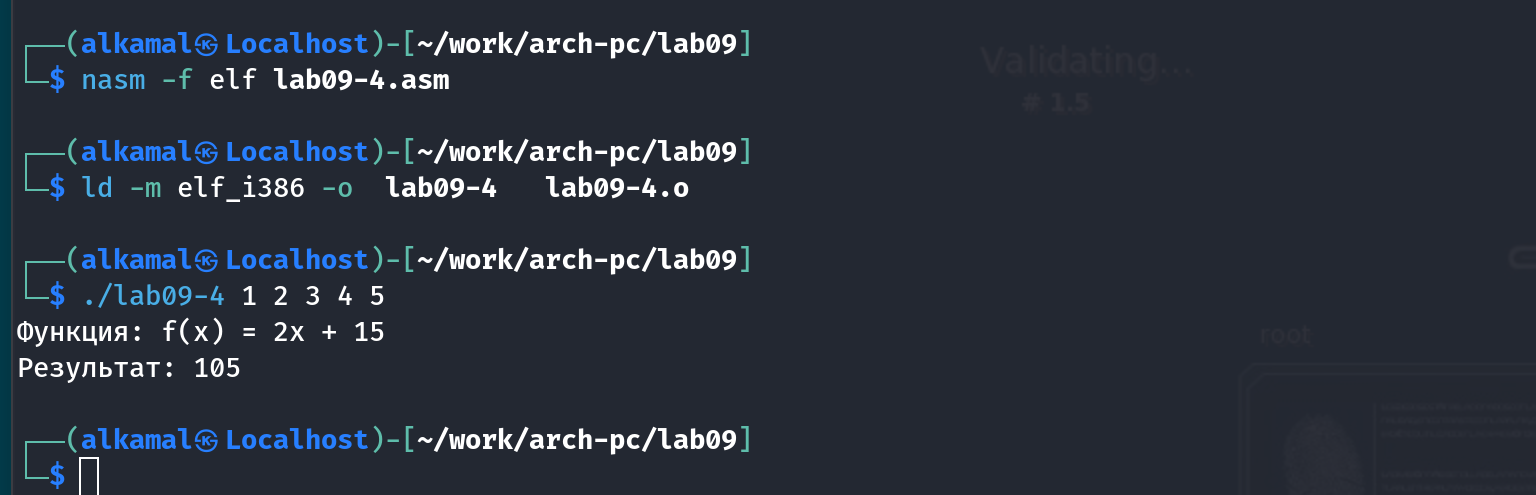 ┌──(alkamal㉿Localhost)-[~/work/arch-pc/lab09]
└─$ nasm -f elf lab09-4.asm
┌──(alkamal㉿Localhost)-[~/work/arch-pc/lab09]
└─$ ld -m elf_i386 -o  lab09-4   lab09-4.o
┌──(alkamal㉿Localhost)-[~/work/arch-pc/lab09]
└─$ ./lab09-4 1 2 3 4 5
Функция: f(x) = 2x + 15
Результат: 105
┌──(alkamal㉿Localhost)-[~/work/arch-pc/lab09]
└─$
Validating...
# 1.5
root